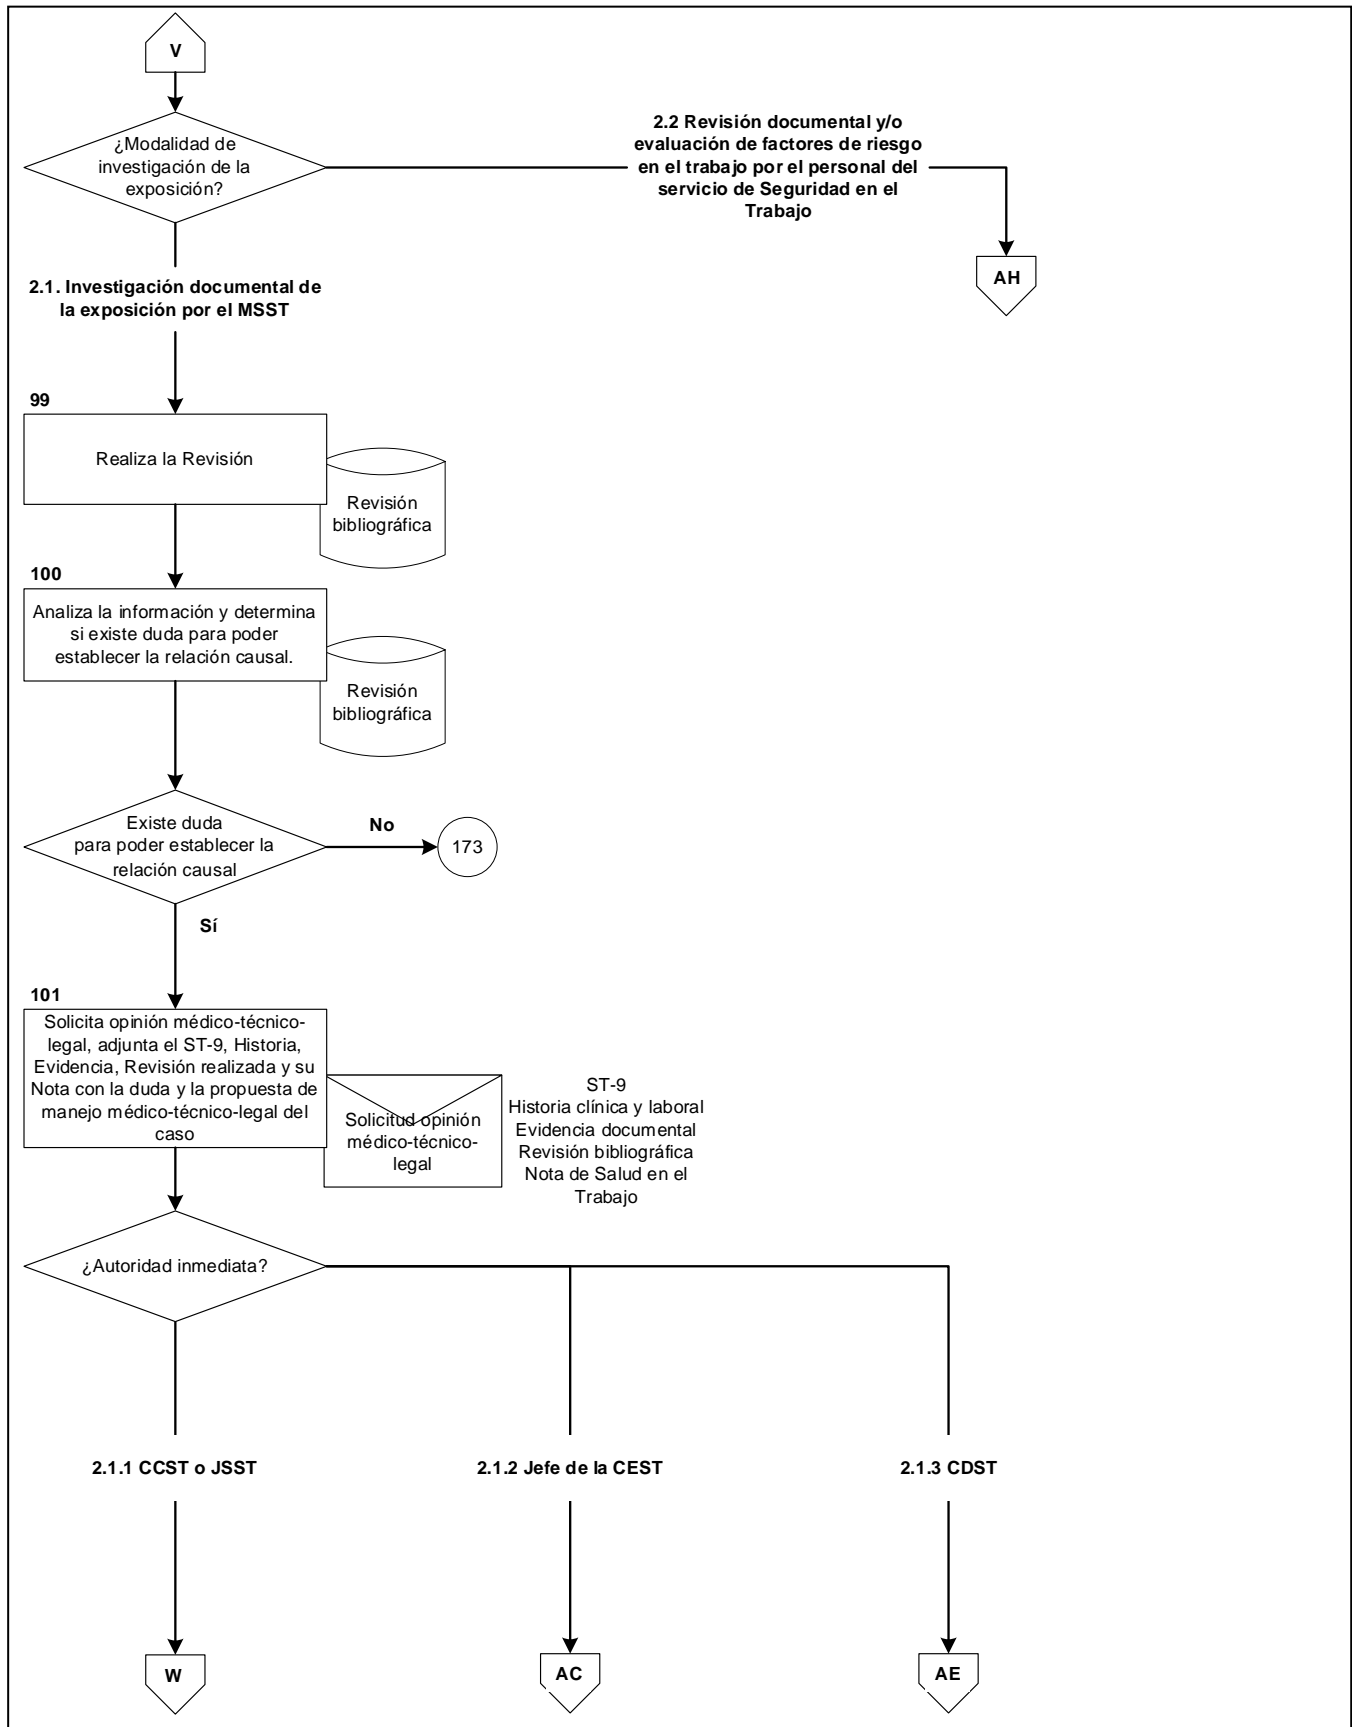 V
¿Modalidad de
investigación de la
exposición?
2.2 Revisión documental y/o
evaluación de factores de riesgo
en el trabajo por el personal del
servicio de Seguridad en el
Trabajo
AH
2.1. Investigación documental de
la exposición por el MSST
99
Realiza la Revisión
Revisión
bibliográfica
100
Analiza la información y determina
si existe duda para poder
establecer la relación causal.
Revisión
bibliográfica
Existe duda
para poder establecer la
relación causal
No
173
Sí
101
Solicita opinión médico-técnico-
legal, adjunta el ST-9, Historia,
Evidencia, Revisión realizada y su
Nota con la duda y la propuesta de
manejo médico-técnico-legal del
caso
Solicitud opinión
médico-técnico-
legal
ST-9
Historia clínica y laboral
Evidencia documental
Revisión bibliográfica
Nota de Salud en el
Trabajo
¿Autoridad inmediata?
2.1.1 CCST o JSST
2.1.2 Jefe de la CEST
2.1.3 CDST
W
AC
AE